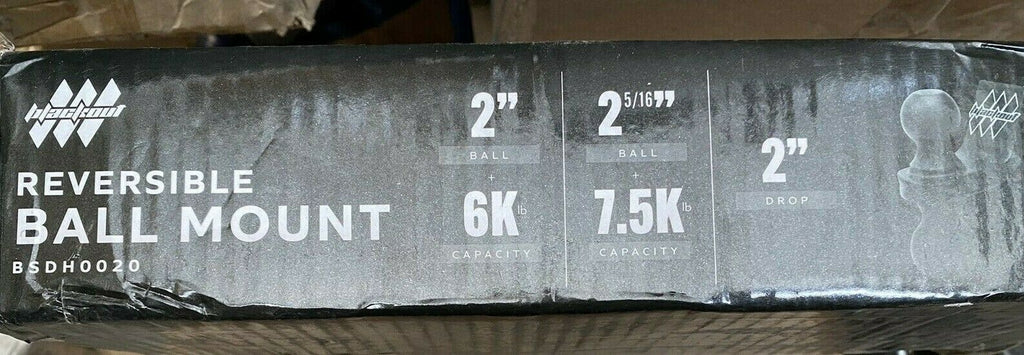 blackout
REVERSIBLE
BALL MOUNT
BSDH0020
2"
BALL
+
6K lb
CAPACITY
2 5/16"
BALL
+
7.5K lb
CAPACITY
2"
DROP
blackout